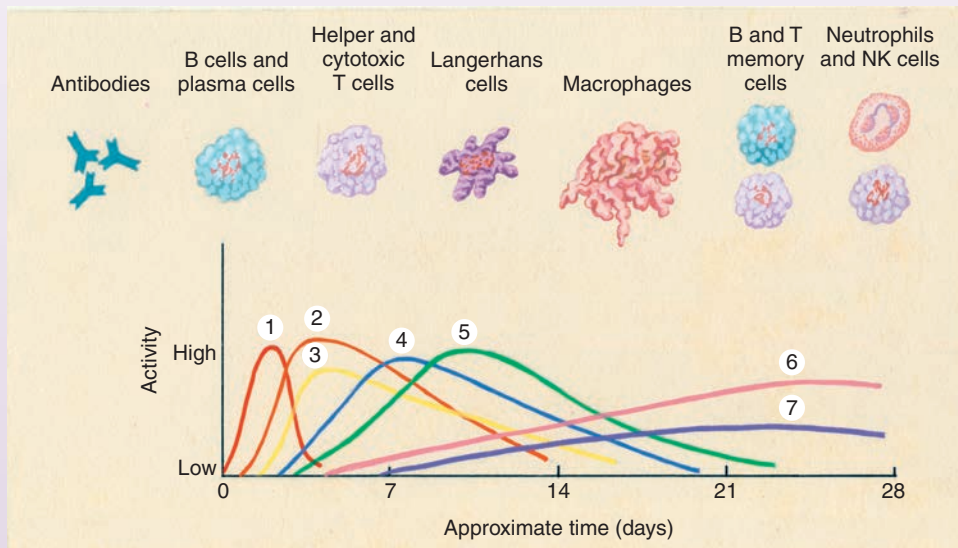 Antibodies
B cells and
plasma cells
Helper and
cytotoxic
T cells
Langerhans
cells
Macrophages
B and T
memory
cells
Neutrophils
and NK cells
Activity
High
Low
1
2
3
4
5
6
7
0
7
14
21
28
Approximate time (days)